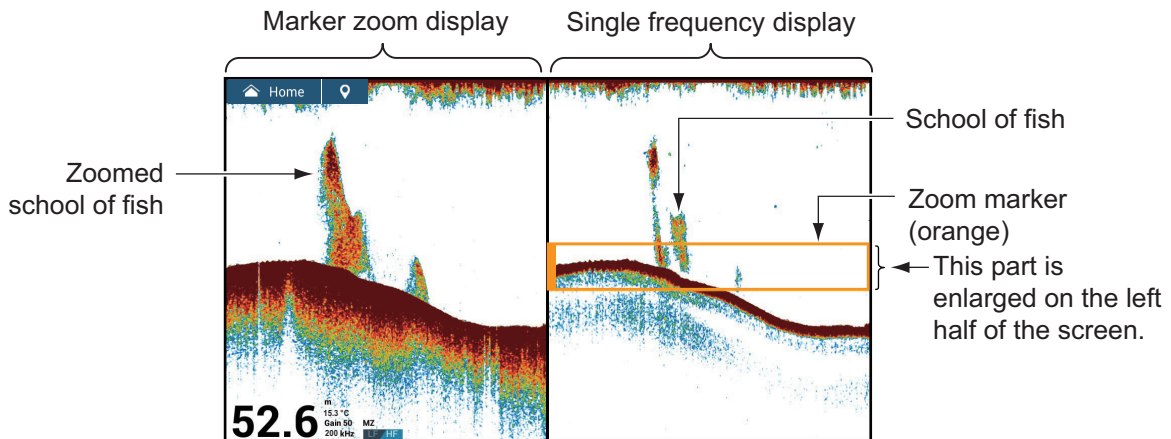 Marker zoom display
Single frequency display
Home
School of fish
Zoomed
school of fish
Zoom marker
(orange)
This part is
enlarged on the left
half of the screen.
52.6
m
15.3 °C
Gain 50 MZ
200 kHz LF HF